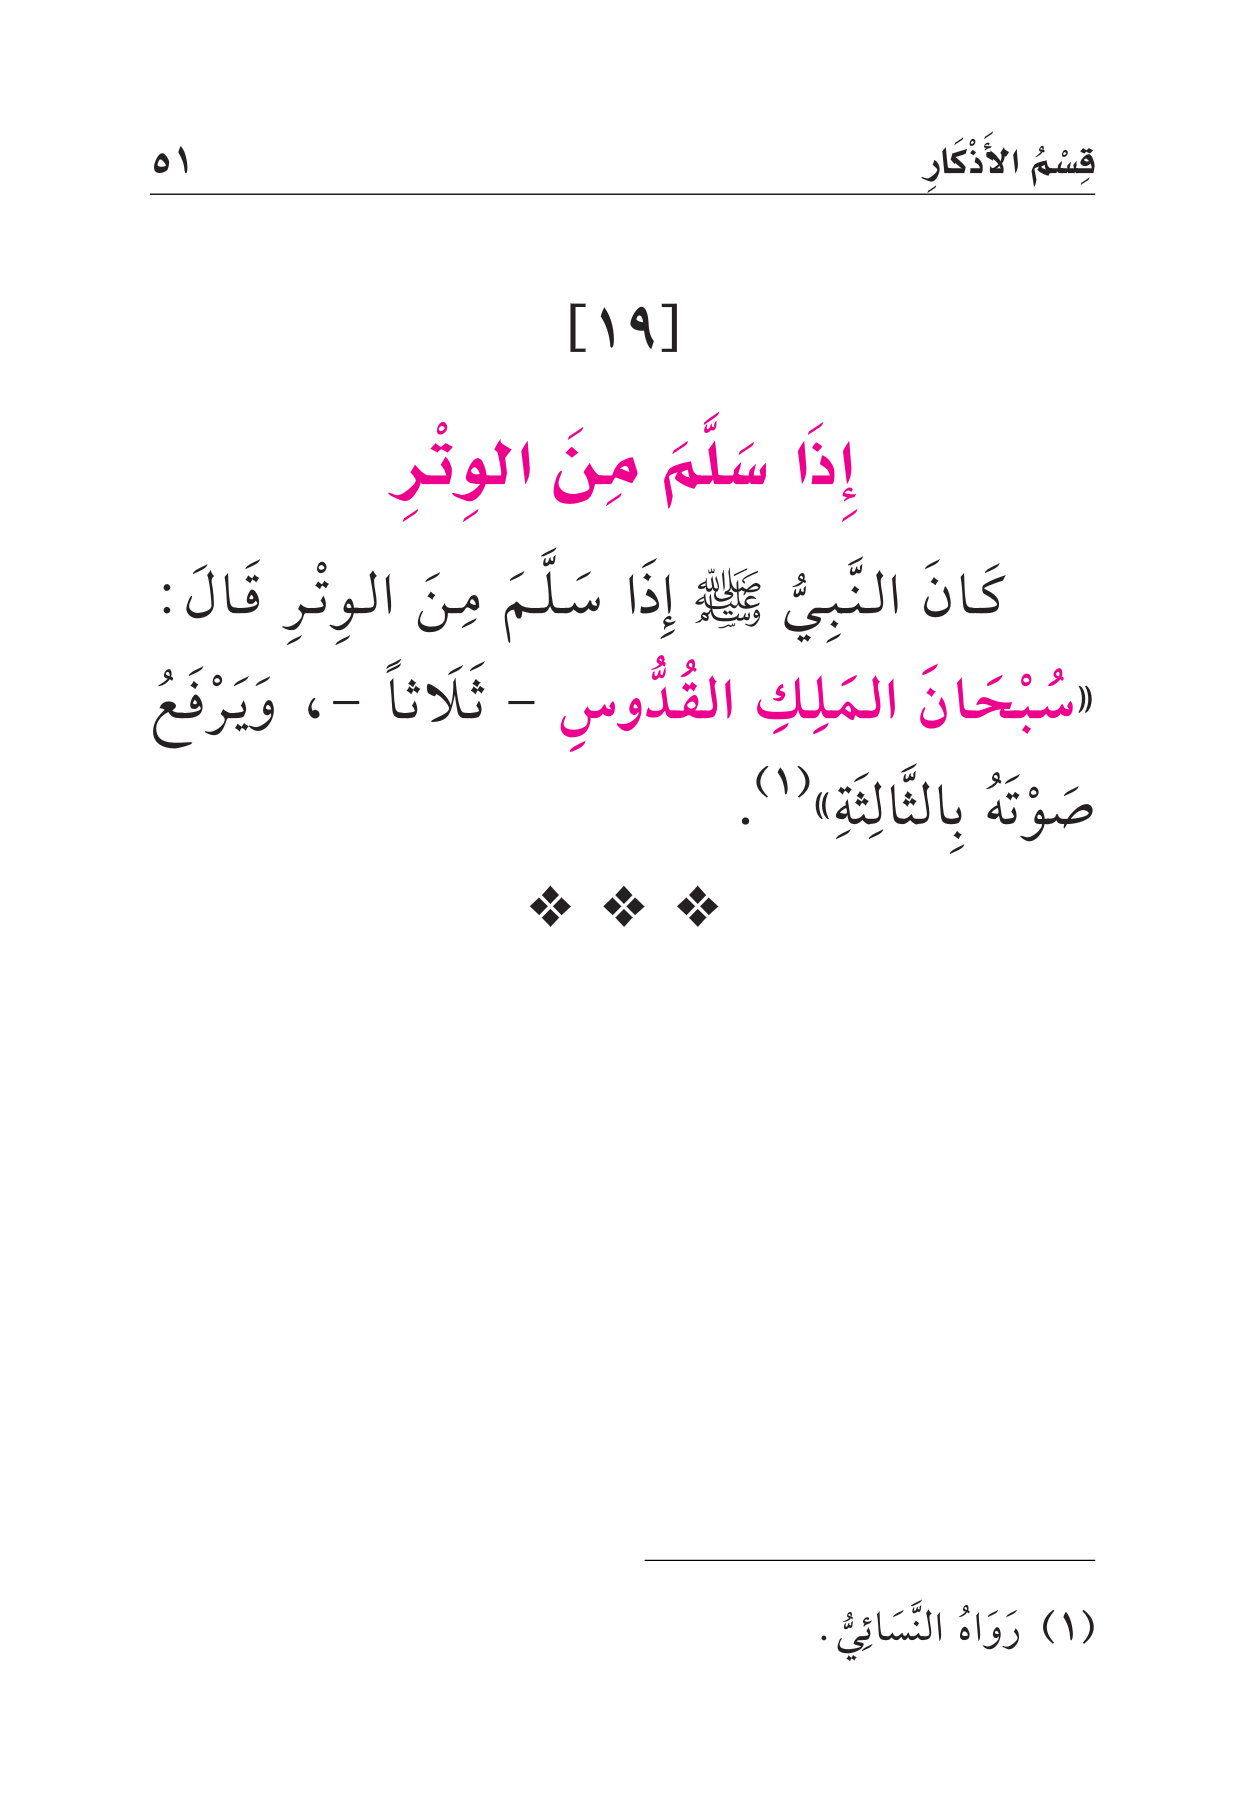 قِسْمُ الأَذْكَارِ ٥١
[١٩]
إِذَا سَلَّمَ مِنَ الوِتْرِ
كَانَ النَّبِيُّ ﷺ إِذَا سَلَّمَ مِنَ الوِتْرِ قَالَ:
«سُبْحَانَ المَلِكِ القُدُّوسِ - ثَلَاثاً -، وَيَرْفَعُ
صَوْتَهُ بِالثَّالِثَةِ»(١).
(١) رَوَاهُ النَّسَائِيُّ.